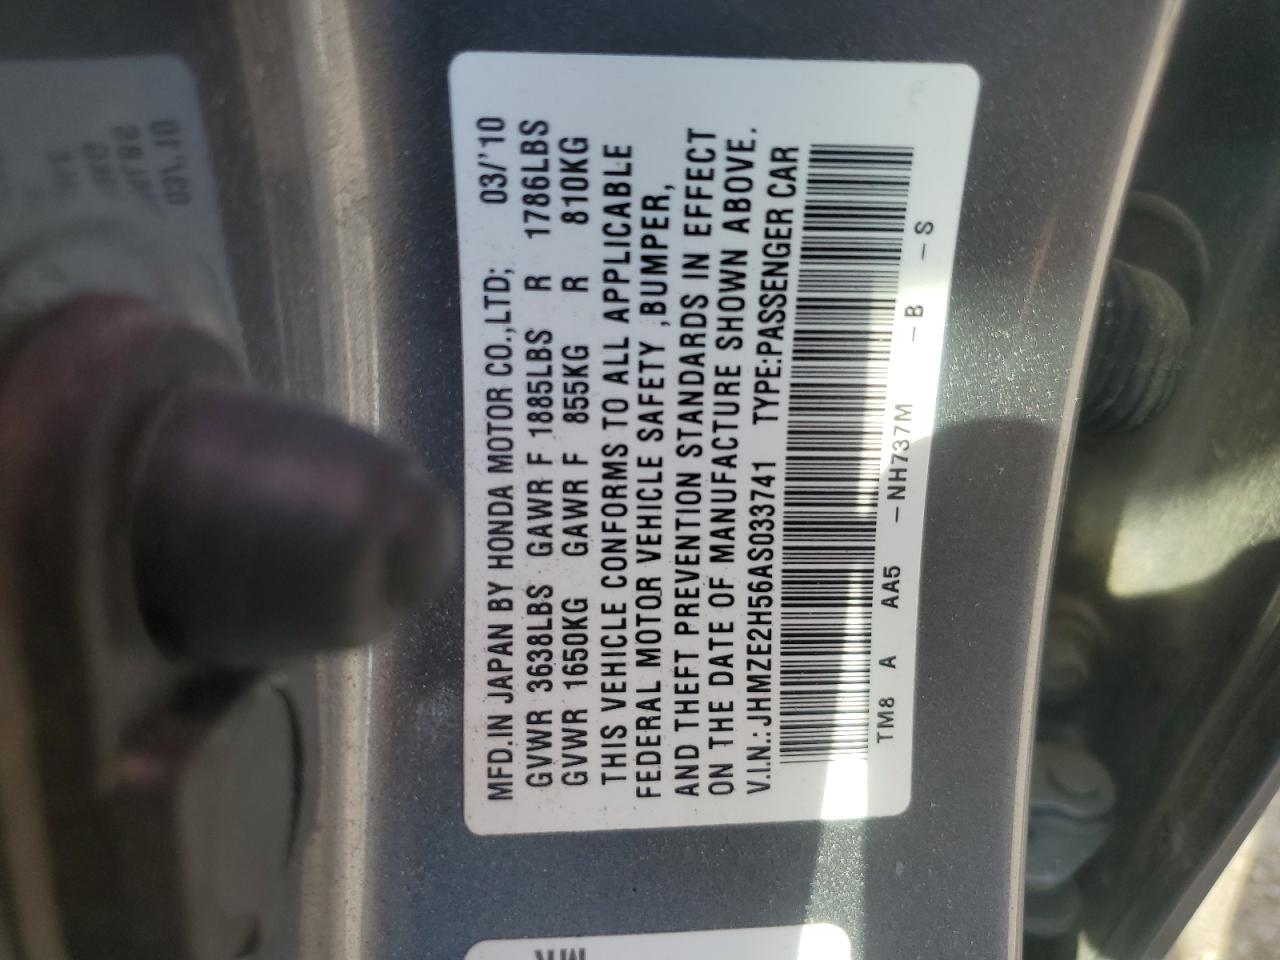 MFD.IN JAPAN BY HONDA MOTOR CO.,LTD; 03/'10
GVWR 3638LBS GAWR F 1885LBS R 1786LBS
GVWR 1650KG GAWR F 855KG R 810KG
THIS VEHICLE CONFORMS TO ALL APPLICABLE
FEDERAL MOTOR VEHICLE SAFETY ,BUMPER,
AND THEFT PREVENTION STANDARDS IN EFFECT
ON THE DATE OF MANUFACTURE SHOWN ABOVE.
V.I.N.:JHMZE2H56AS033741 TYPE:PASSENGER CAR
TM8 A AA5 -NH737M -B -S